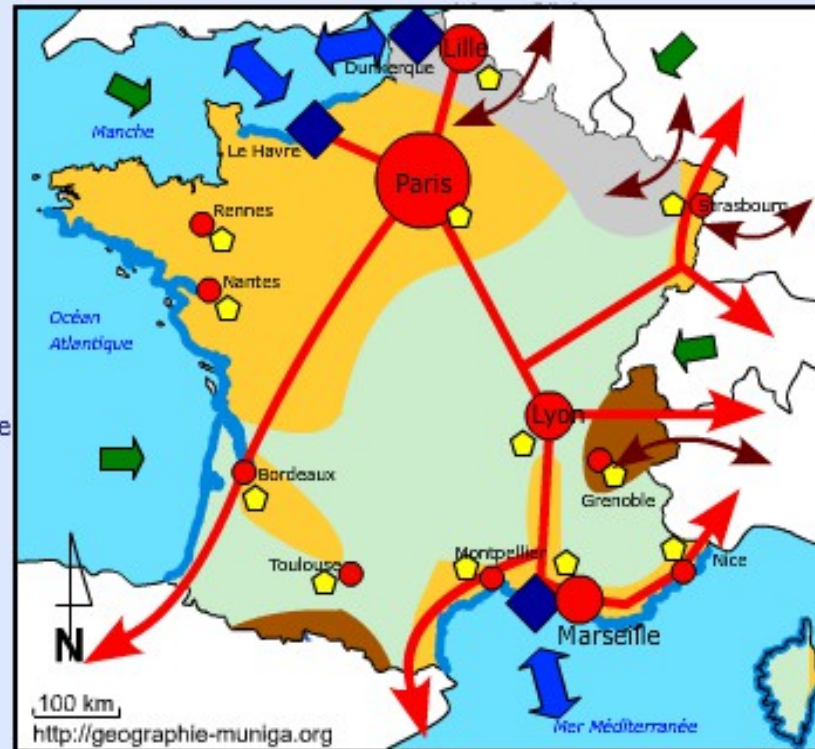 Lille
Dunkerque
Manche
Le Havre
Paris
Rennes
Strasbourg
Nantes
Océan
Atlantique
Lyon
e
Bordeaux
Grenoble
Toulouse
Montpellier
Nice
Marseille
N
100 km
Mer Méditerranée
http://geographie-muniga.org